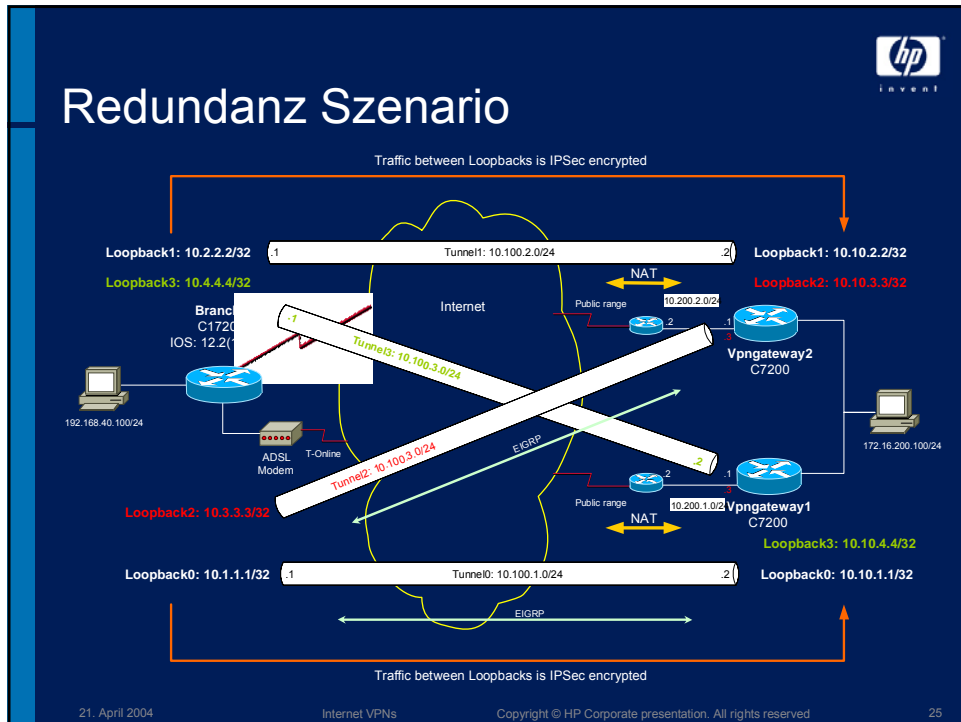 hp
invent
Redundanz Szenario
Traffic between Loopbacks is IPSec encrypted
Loopback1: 10.2.2.2/32
.1
Tunnel1: 10.100.2.0/24
.2
Loopback1: 10.10.2.2/32
Loopback3: 10.4.4.4/32
NAT
Loopback2: 10.10.3.3/32
Internet
Public range
10.200.2.0/24
.2
.1
.3
Vpngateway2
C7200
C1720
IOS: 12.2(
.1
Tunnel3: 10.100.3.0/24
192.168.40.100/24
ADSL
Modem
T-Online
Tunnel2: 10.100.3.0/24
EIGRP
172.16.200.100/24
.2
.2
.1
.3
Public range
10.200.1.0/24
Vpngateway1
C7200
NAT
Loopback2: 10.3.3.3/32
Loopback3: 10.10.4.4/32
Loopback0: 10.1.1.1/32
.1
Tunnel0: 10.100.1.0/24
.2
Loopback0: 10.10.1.1/32
EIGRP
Traffic between Loopbacks is IPSec encrypted
21. April 2004
Internet VPNs
Copyright © HP Corporate presentation. All rights reserved
25